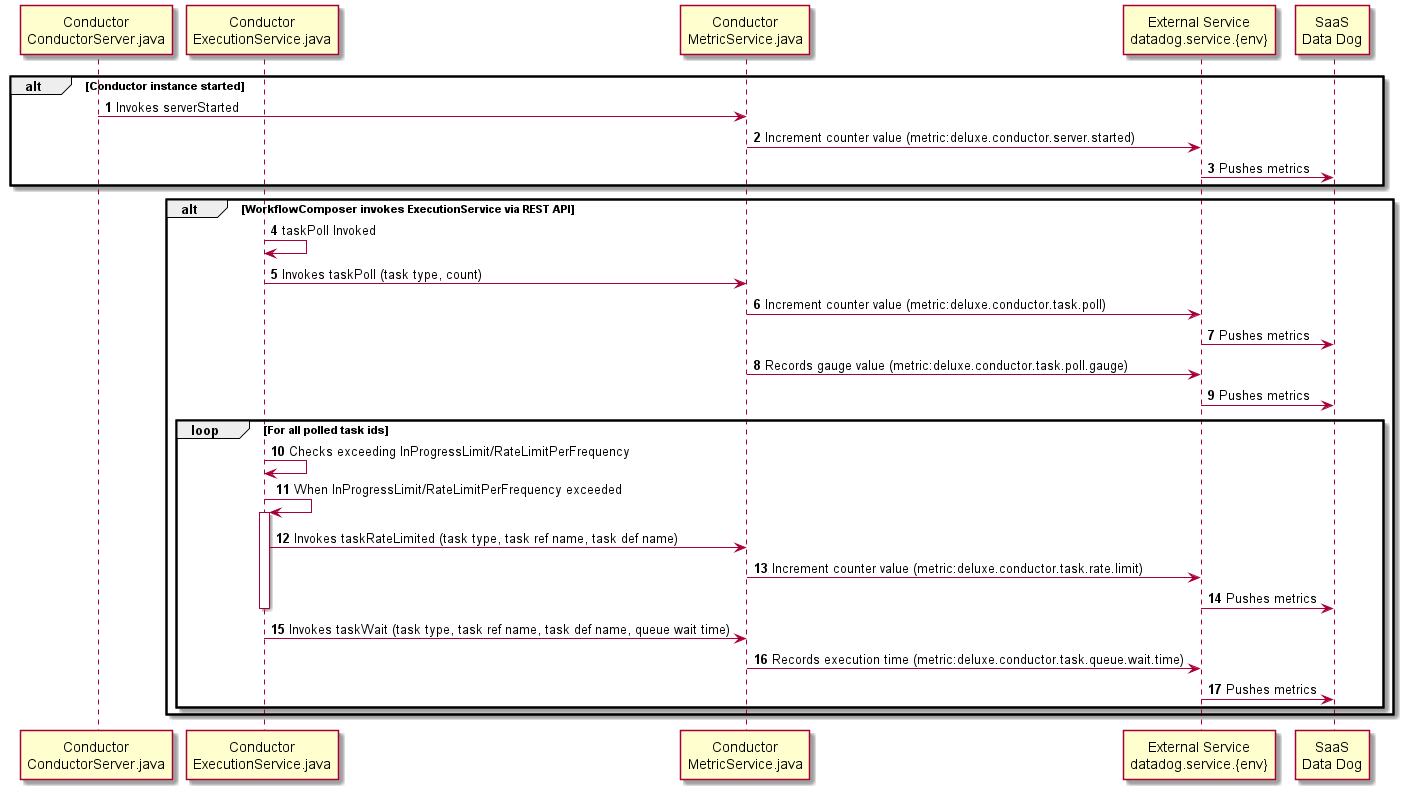 Conductor
ConductorServer.java
Conductor
ExecutionService.java
Conductor
MetricService.java
External Service
datadog.service.{env}
SaaS
Data Dog
alt [Conductor instance started]
1 Invokes serverStarted
2 Increment counter value (metric:deluxe.conductor.server.started)
3 Pushes metrics
alt [WorkflowComposer invokes ExecutionService via REST API]
4 taskPoll Invoked
5 Invokes taskPoll (task type, count)
6 Increment counter value (metric:deluxe.conductor.task.poll)
7 Pushes metrics
8 Records gauge value (metric:deluxe.conductor.task.poll.gauge)
9 Pushes metrics
loop [For all polled task ids]
10 Checks exceeding InProgressLimit/RateLimitPerFrequency
11 When InProgressLimit/RateLimitPerFrequency exceeded
12 Invokes taskRateLimited (task type, task ref name, task def name)
13 Increment counter value (metric:deluxe.conductor.task.rate.limit)
14 Pushes metrics
15 Invokes taskWait (task type, task ref name, task def name, queue wait time)
16 Records execution time (metric:deluxe.conductor.task.queue.wait.time)
17 Pushes metrics
Conductor
ConductorServer.java
Conductor
ExecutionService.java
Conductor
MetricService.java
External Service
datadog.service.{env}
SaaS
Data Dog